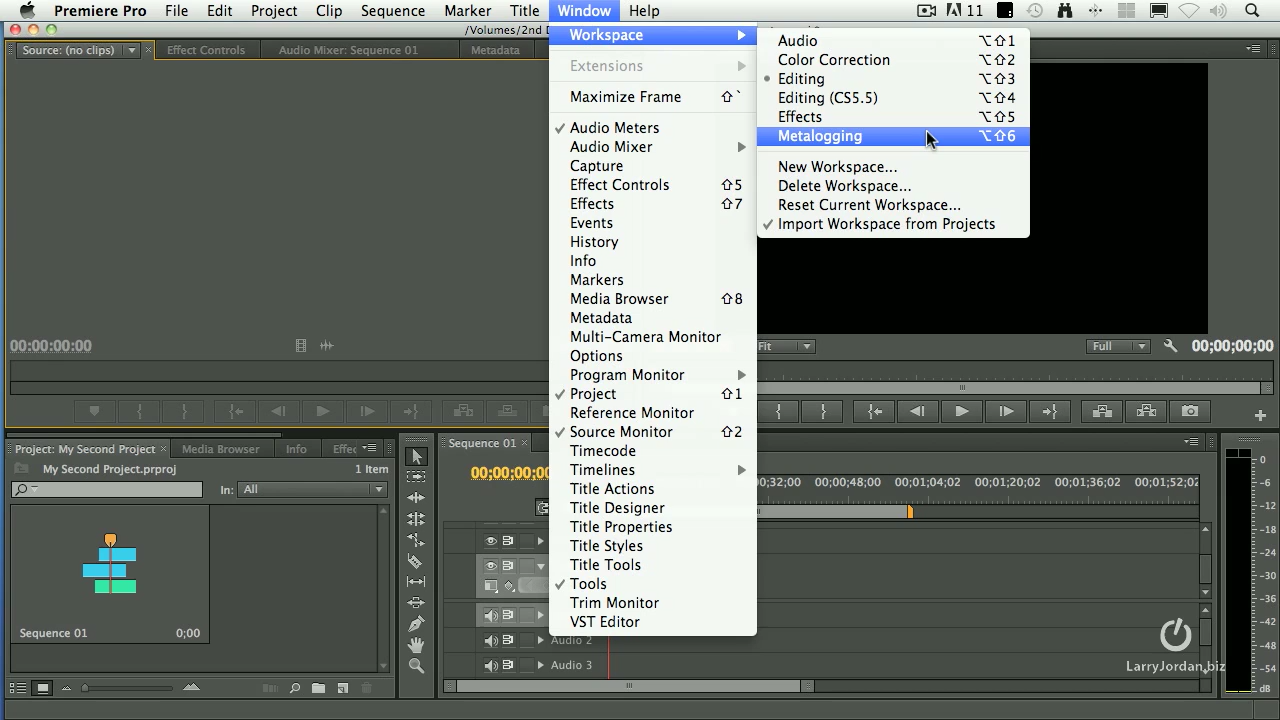 Premiere Pro File Edit Project Clip Sequence Marker Title Window Help 11
/Volumes/2nd D
Source: (no clips) Effect Controls Audio Mixer: Sequence 01 Metadata
Workspace
Extensions
Maximize Frame ⇧`
Audio Meters
Audio Mixer
Capture
Effect Controls ⇧5
Effects ⇧7
Events
History
Info
Markers
Media Browser ⇧8
Metadata
Multi-Camera Monitor
Options
Program Monitor
✓ Project ⇧1
Reference Monitor
✓ Source Monitor ⇧2
Timecode
Timelines
Title Actions
Title Designer
Title Properties
Title Styles
Title Tools
✓ Tools
Trim Monitor
VST Editor
Audio ⌥⇧1
Color Correction ⌥⇧2
Editing ⌥⇧3
Editing (CS5.5) ⌥⇧4
Effects ⌥⇧5
Metalogging ⌥⇧6
New Workspace...
Delete Workspace...
Reset Current Workspace...
✓ Import Workspace from Projects
00:00:00:00
Fit Full 00;00;00;00
Project: My Second Project Media Browser Info Effec
My Second Project.prproj 1 Item
In: All
Sequence 01 0;00
Sequence 01
00;00;00;00
;00;32;00 00;00;48;00 00;01;04;02 00;01;20;02 00;01;36;02 00;01;52;02
Audio 2
Audio 3
0
-6
-12
-18
-24
-30
-36
-42
-48
-54
dB
LarryJordan.biz